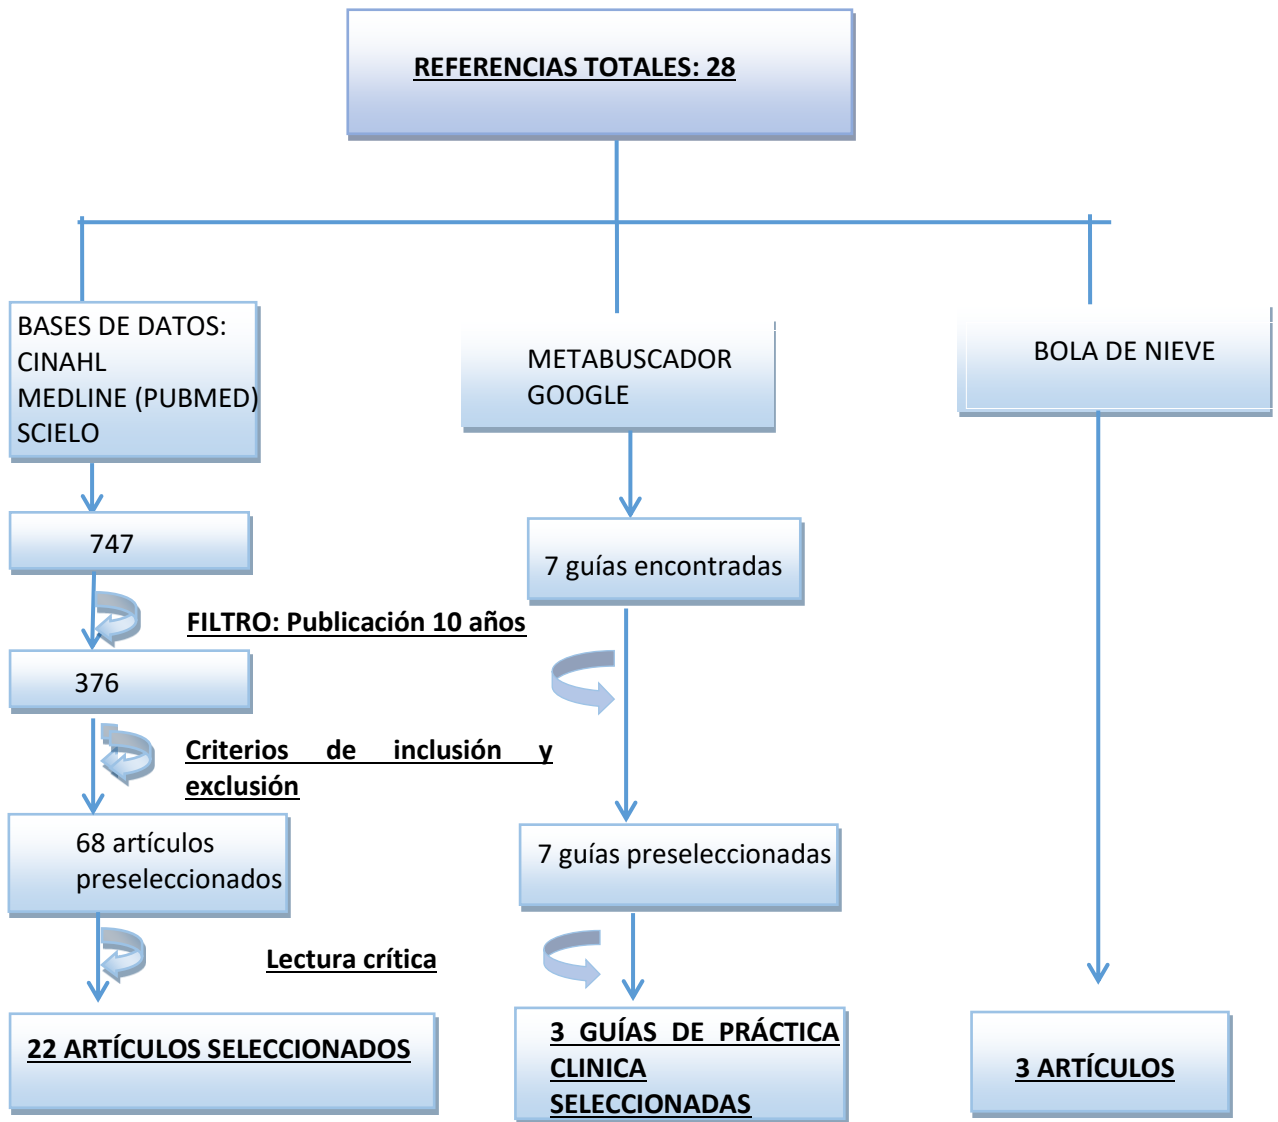 REFERENCIAS TOTALES: 28
BASES DE DATOS:
CINAHL
MEDLINE (PUBMED)
SCIELO
METABUSCADOR
GOOGLE
BOLA DE NIEVE
747
7 guías encontradas
FILTRO: Publicación 10 años
376
Criterios de inclusión y
exclusión
68 artículos
preseleccionados
7 guías preseleccionadas
Lectura crítica
22 ARTÍCULOS SELECCIONADOS
3 GUÍAS DE PRÁCTICA
CLINICA
SELECCIONADAS
3 ARTÍCULOS